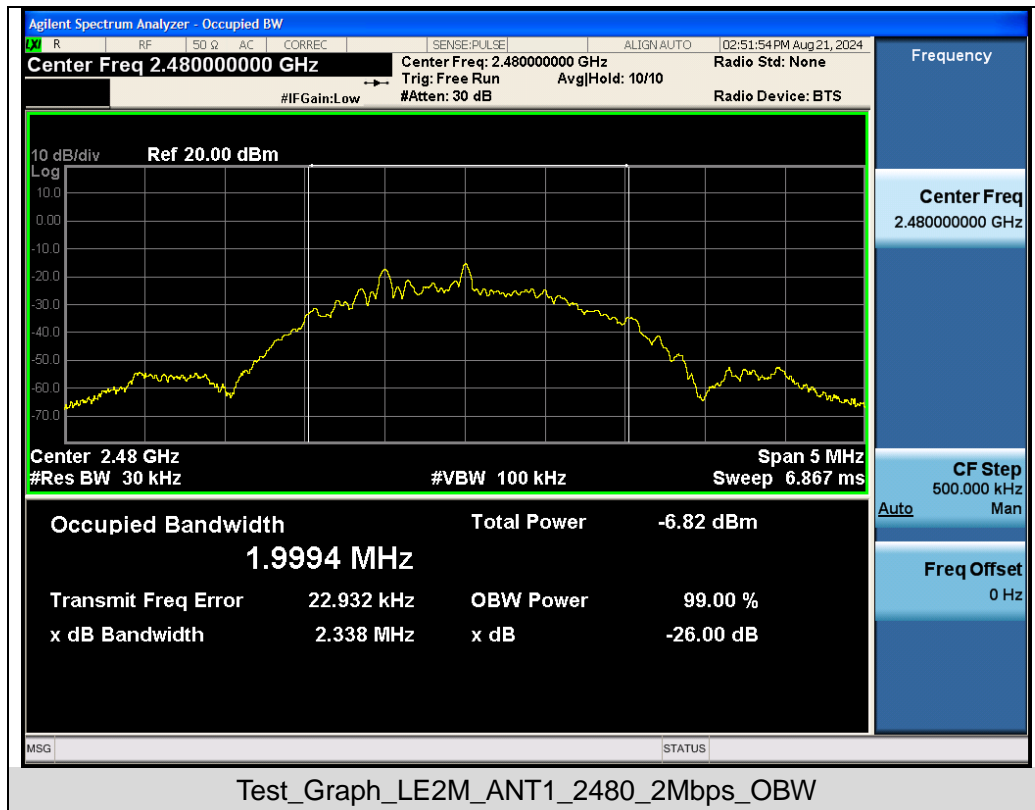 Agilent Spectrum Analyzer - Occupied BW
LXI R RF 50 Ω AC CORREC SENSE:PULSE ALIGN AUTO 02:51:54 PM Aug 21, 2024
Center Freq 2.480000000 GHz
Center Freq: 2.480000000 GHz Radio Std: None
Trig: Free Run Avg|Hold: 10/10
#IFGain:Low #Atten: 30 dB Radio Device: BTS
10 dB/div Ref 20.00 dBm
Log
10.0
0.00
-10.0
-20.0
-30.0
-40.0
-50.0
-60.0
-70.0
Center 2.48 GHz Span 5 MHz
#Res BW 30 kHz #VBW 100 kHz Sweep 6.867 ms
Occupied Bandwidth Total Power -6.82 dBm
1.9994 MHz
Transmit Freq Error 22.932 kHz OBW Power 99.00 %
x dB Bandwidth 2.338 MHz x dB -26.00 dB
Frequency
Center Freq
2.480000000 GHz
CF Step
500.000 kHz
Auto Man
Freq Offset
0 Hz
MSG STATUS
Test_Graph_LE2M_ANT1_2480_2Mbps_OBW